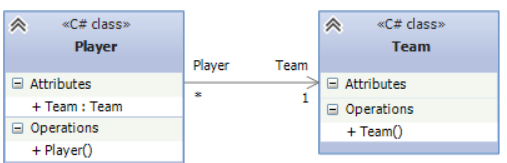 «C# class»
Player
Attributes
+ Team : Team
Operations
+ Player()
Player
Team
*
1
«C# class»
Team
Attributes
Operations
+ Team()